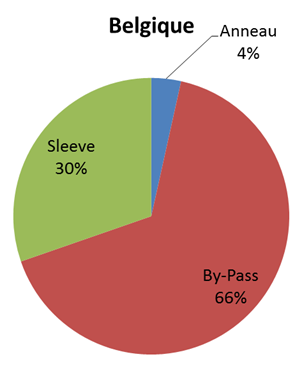 Belgique
Anneau
4%
Sleeve
30%
By-Pass
66%